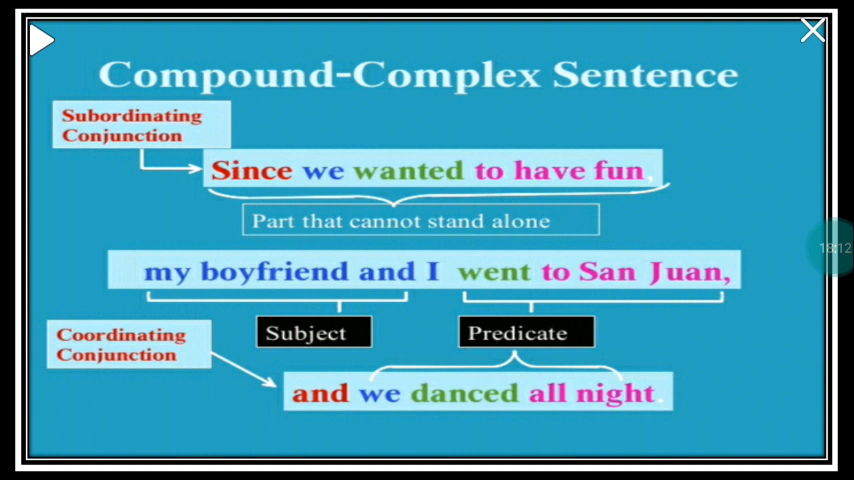 Compound-Complex Sentence
Subordinating
Conjunction
Since we wanted to have fun,
Part that cannot stand alone
my boyfriend and I went to San Juan,
Subject
Predicate
Coordinating
Conjunction
and we danced all night.
18:12